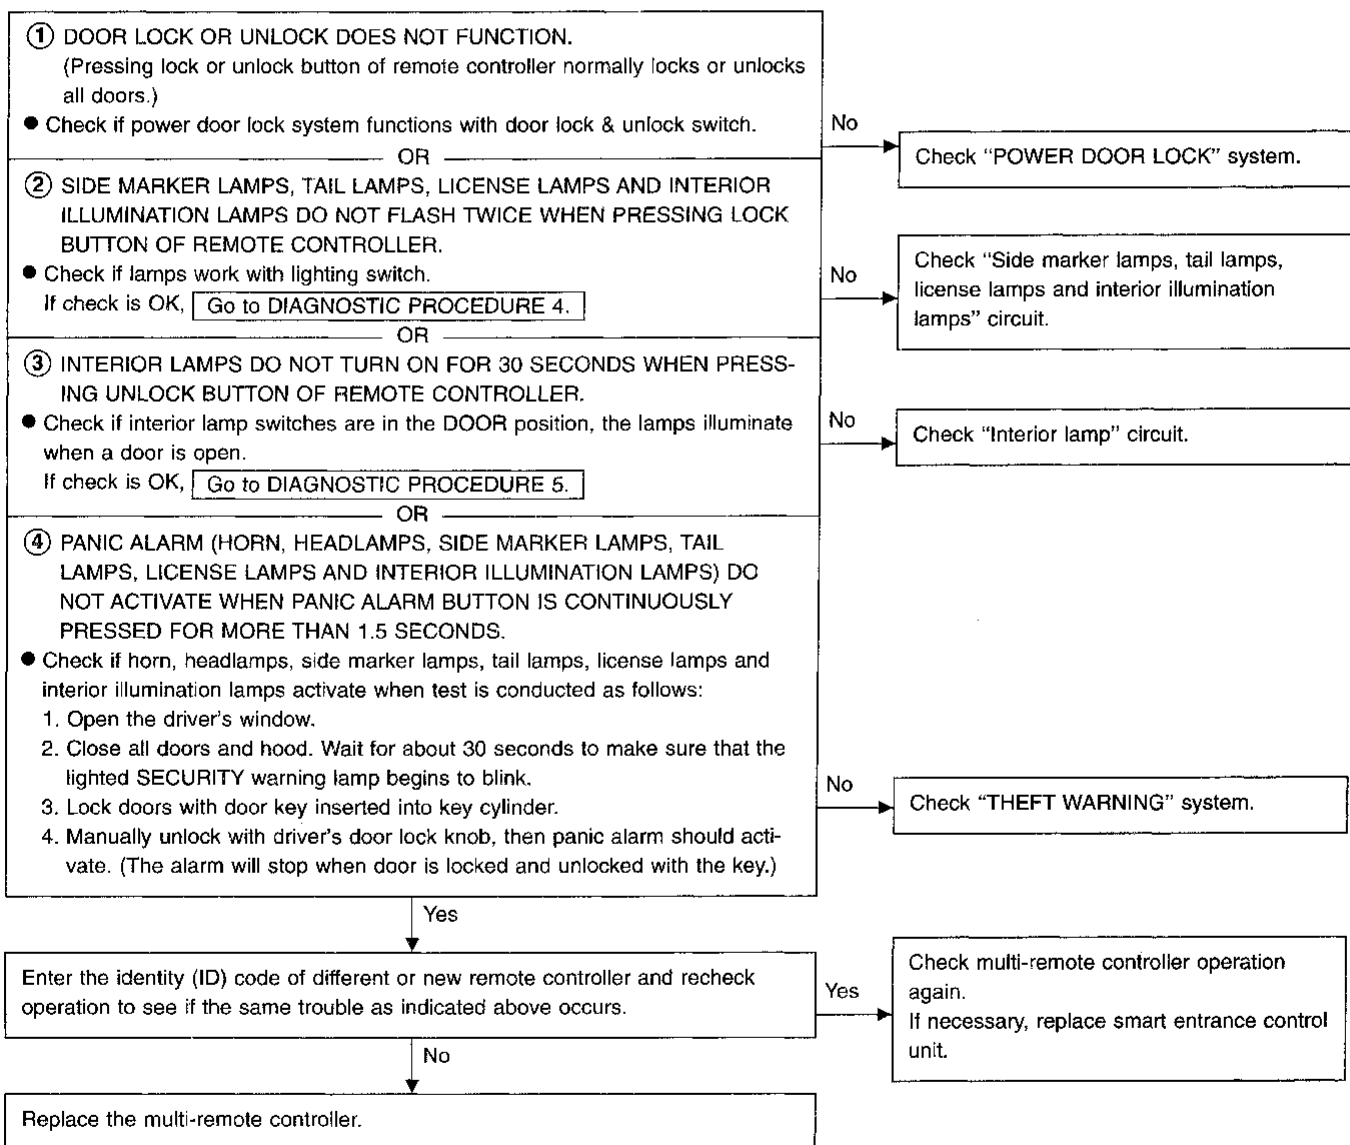 ① DOOR LOCK OR UNLOCK DOES NOT FUNCTION.
(Pressing lock or unlock button of remote controller normally locks or unlocks
all doors.)
● Check if power door lock system functions with door lock & unlock switch.
No
Check “POWER DOOR LOCK” system.
OR
② SIDE MARKER LAMPS, TAIL LAMPS, LICENSE LAMPS AND INTERIOR
ILLUMINATION LAMPS DO NOT FLASH TWICE WHEN PRESSING LOCK
BUTTON OF REMOTE CONTROLLER.
● Check if lamps work with lighting switch.
If check is OK, Go to DIAGNOSTIC PROCEDURE 4.
No
Check “Side marker lamps, tail lamps,
license lamps and interior illumination
lamps” circuit.
OR
③ INTERIOR LAMPS DO NOT TURN ON FOR 30 SECONDS WHEN PRESS-
ING UNLOCK BUTTON OF REMOTE CONTROLLER.
● Check if interior lamp switches are in the DOOR position, the lamps illuminate
when a door is open.
If check is OK, Go to DIAGNOSTIC PROCEDURE 5.
No
Check “Interior lamp” circuit.
OR
④ PANIC ALARM (HORN, HEADLAMPS, SIDE MARKER LAMPS, TAIL
LAMPS, LICENSE LAMPS AND INTERIOR ILLUMINATION LAMPS) DO
NOT ACTIVATE WHEN PANIC ALARM BUTTON IS CONTINUOUSLY
PRESSED FOR MORE THAN 1.5 SECONDS.
● Check if horn, headlamps, side marker lamps, tail lamps, license lamps and
interior illumination lamps activate when test is conducted as follows:
1. Open the driver’s window.
2. Close all doors and hood. Wait for about 30 seconds to make sure that the
lighted SECURITY warning lamp begins to blink.
3. Lock doors with door key inserted into key cylinder.
4. Manually unlock with driver’s door lock knob, then panic alarm should acti-
vate. (The alarm will stop when door is locked and unlocked with the key.)
No
Check “THEFT WARNING” system.
Yes
Enter the identity (ID) code of different or new remote controller and recheck
operation to see if the same trouble as indicated above occurs.
Yes
Check multi-remote controller operation
again.
If necessary, replace smart entrance control
unit.
No
Replace the multi-remote controller.